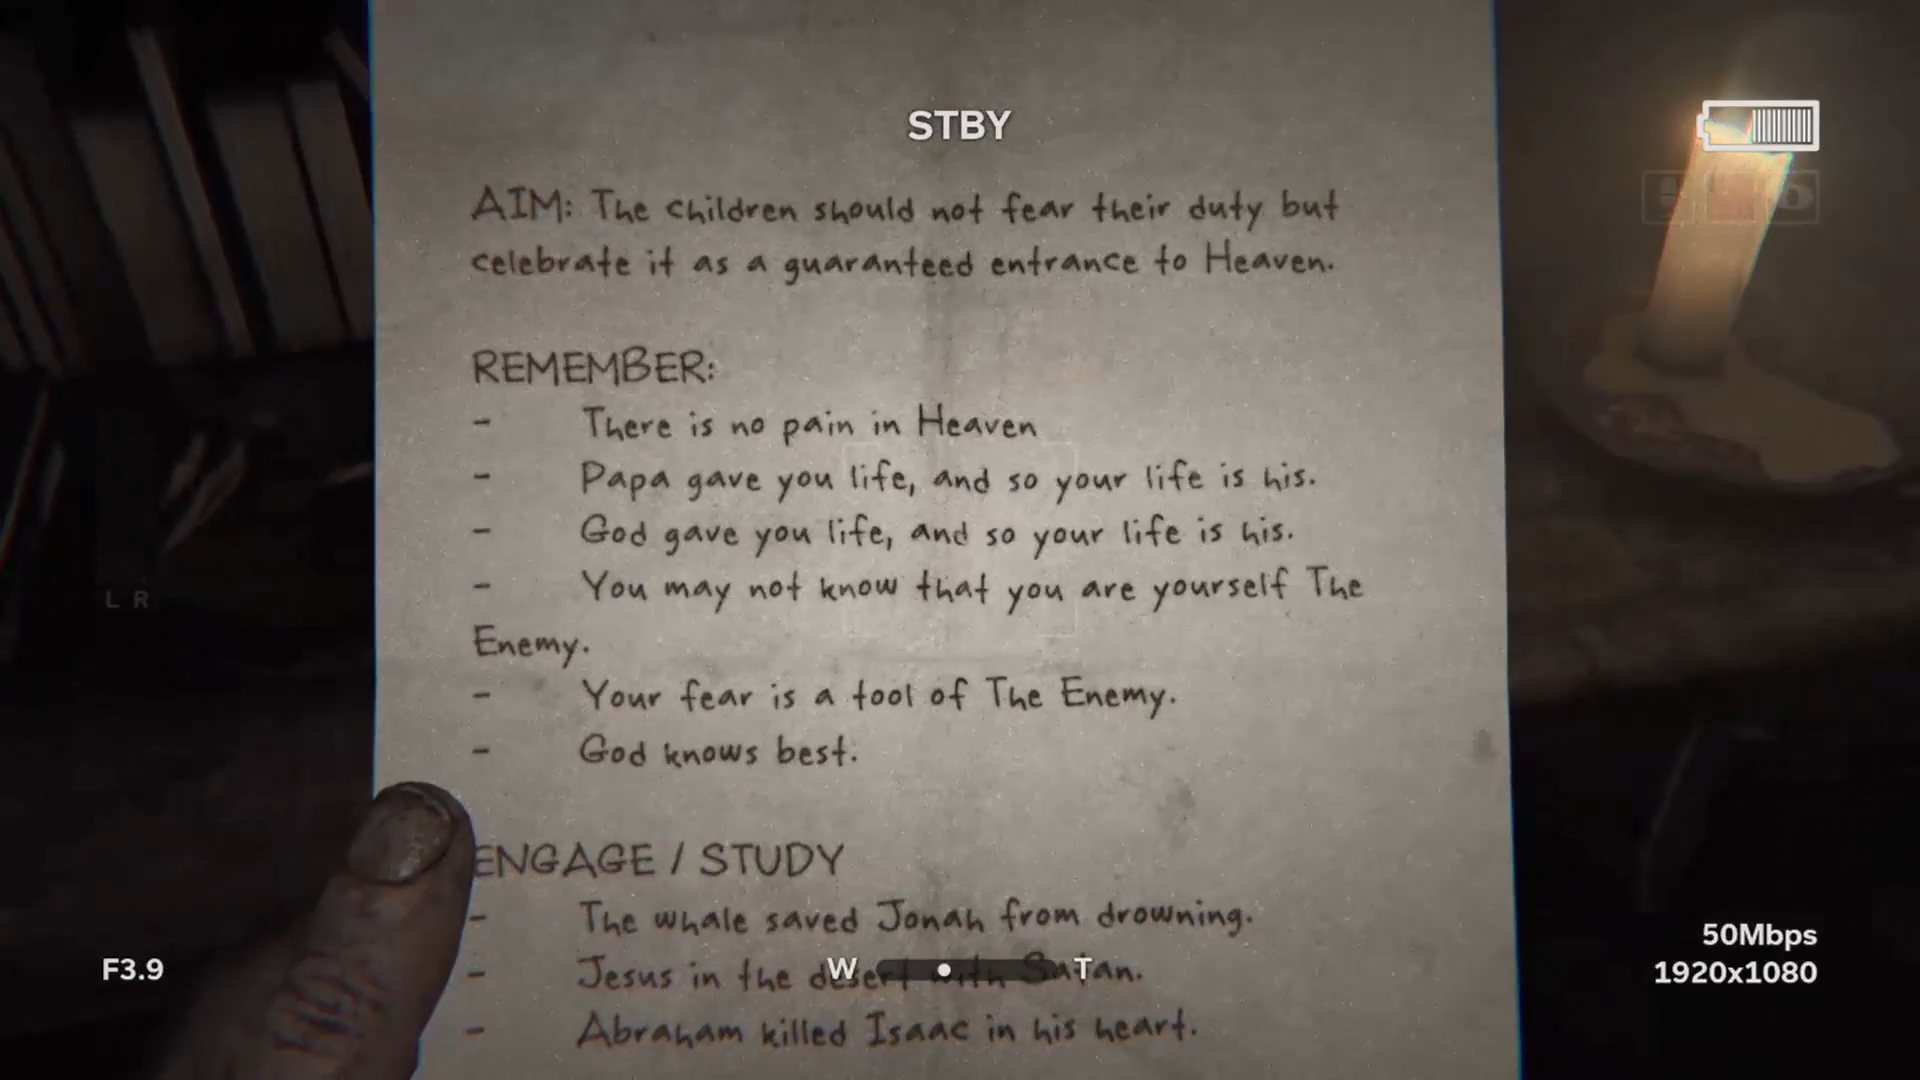 STBY
AIM: The children should not fear their duty but
celebrate it as a guaranteed entrance to Heaven.
REMEMBER:
- There is no pain in Heaven
- Papa gave you life, and so your life is his.
- God gave you life, and so your life is his.
- You may not know that you are yourself The
Enemy.
- Your fear is a tool of The Enemy.
- God knows best.
ENGAGE / STUDY
- The whale saved Jonah from drowning.
- Jesus in the desert with Satan.
- Abraham killed Isaac in his heart.
L R
F3.9
W T
50Mbps
1920x1080